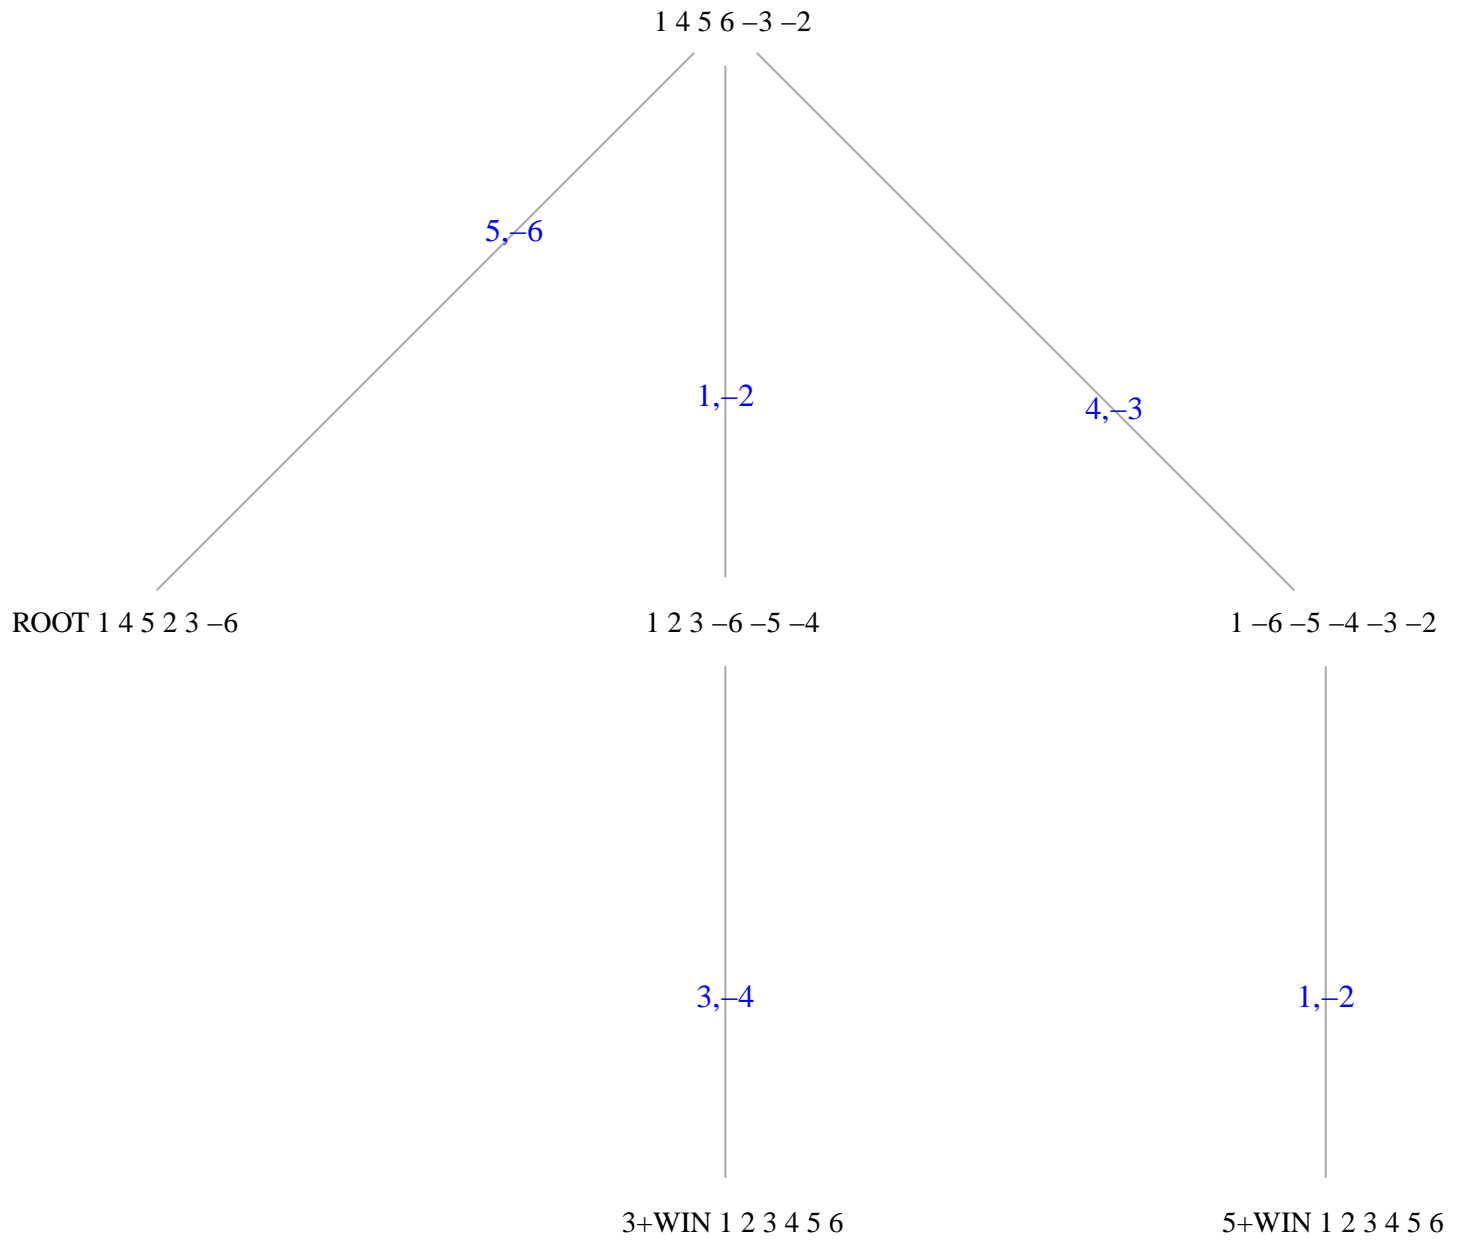 1 4 5 6 –3 –2
5,–6
1,–2
4,–3
ROOT 1 4 5 2 3 –6
1 2 3 –6 –5 –4
1 –6 –5 –4 –3 –2
3,–4
1,–2
3+WIN 1 2 3 4 5 6
5+WIN 1 2 3 4 5 6